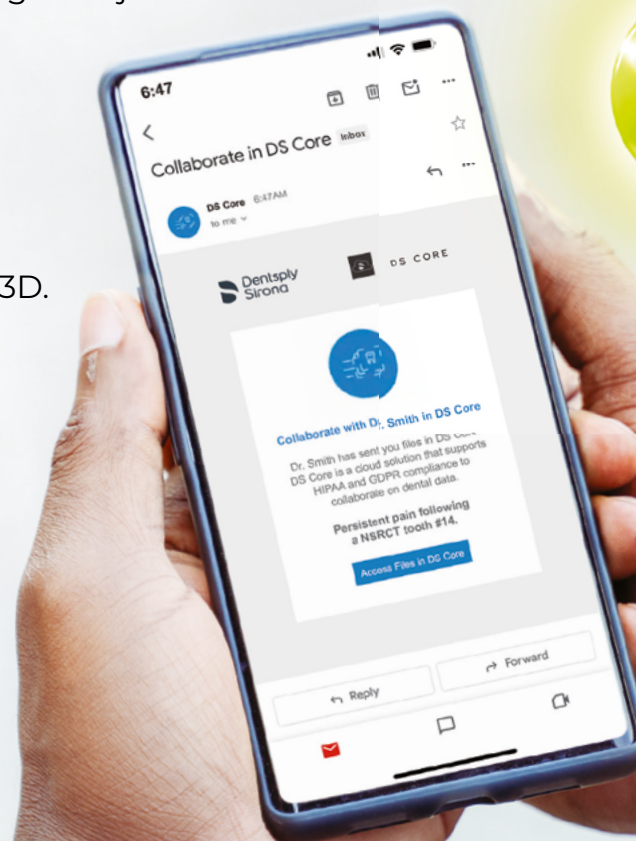 3D.
6:47
Collaborate in DS Core Inbox
DS Core 6:47AM
to me
Dentsply
Sirona
DS CORE
Collaborate with Dr. Smith in DS Core
Dr. Smith has sent you files in DS Core
DS Core is a cloud solution that supports
HIPAA and GDPR compliance to
collaborate on dental data.
Persistent pain following
a NSRCT tooth #14.
Access Files in DS Core
Reply
Forward